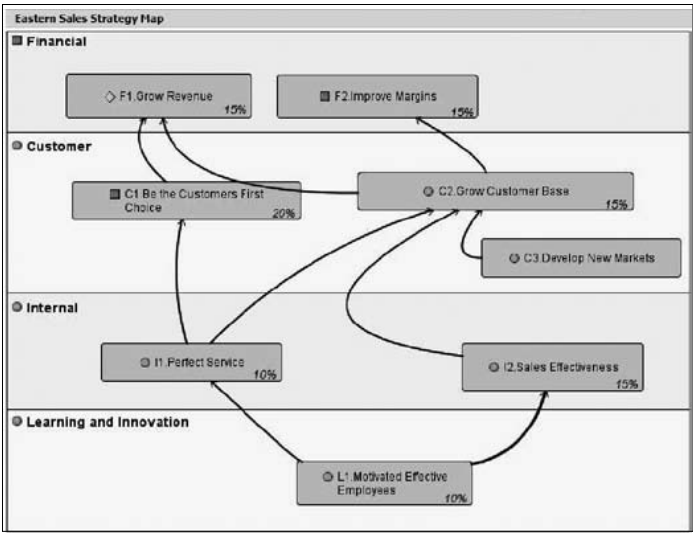 Eastern Sales Strategy Map
Financial
F1.Grow Revenue
15%
F2.Improve Margins
15%
Customer
C1.Be the Customers First
Choice
20%
C2.Grow Customer Base
15%
C3.Develop New Markets
Internal
I1.Perfect Service
10%
I2.Sales Effectiveness
15%
Learning and Innovation
L1.Motivated Effective
Employees
10%